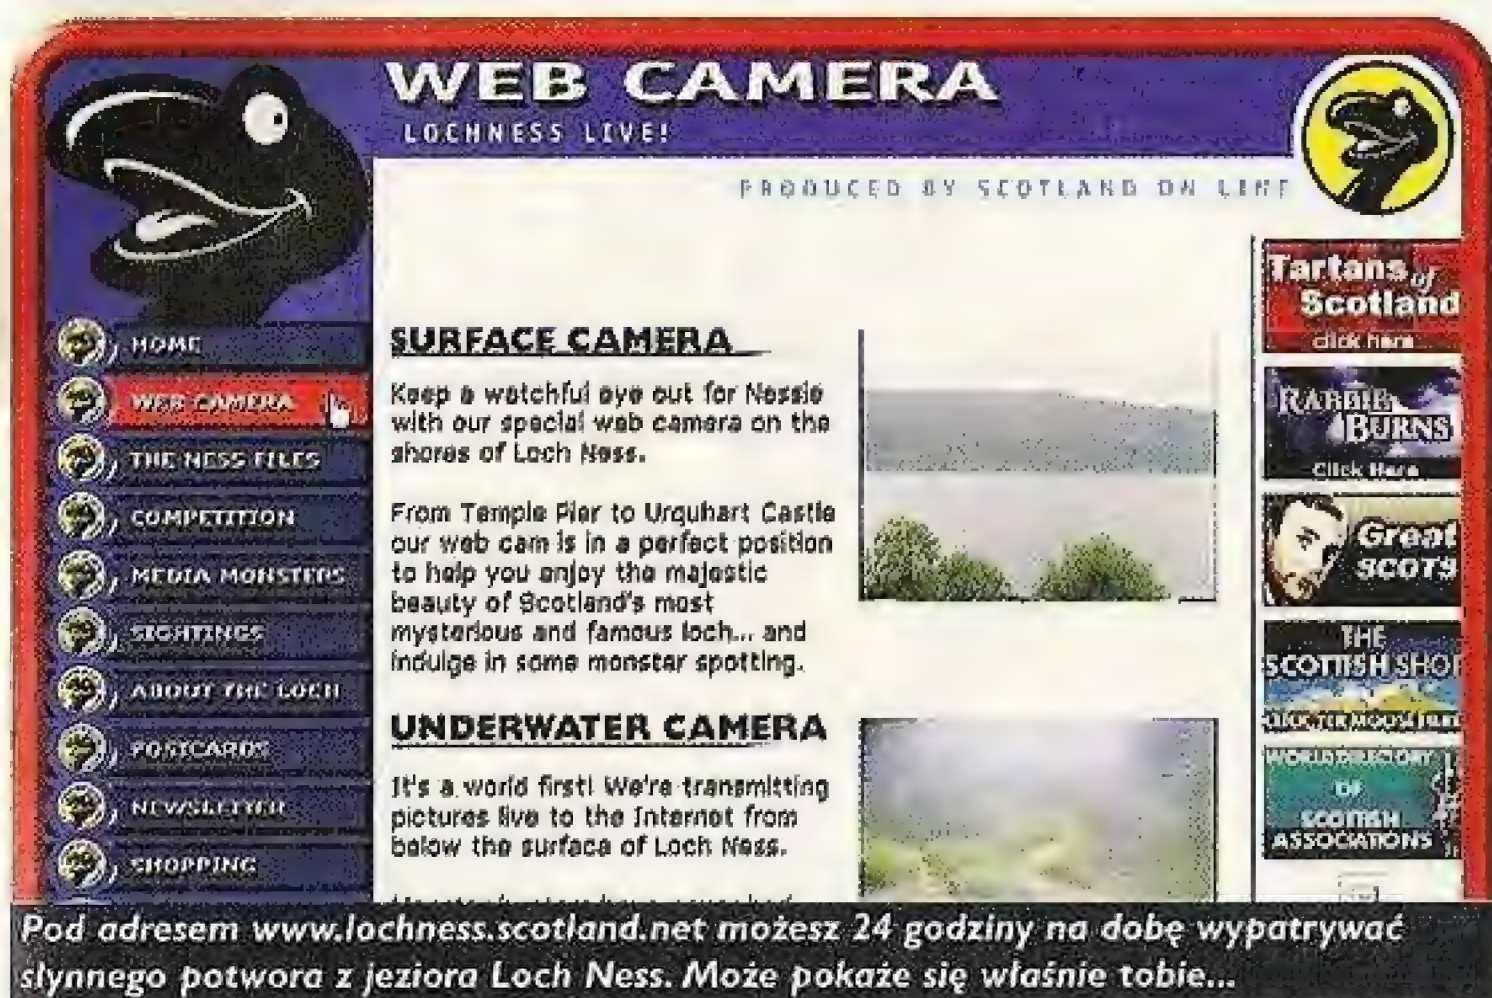 WEB CAMERA
LOCHNESS LIVE!
PRODUCED BY SCOTLAND ON LINE
HOME
WEB CAMERA
THE NESS FILES
COMPETITION
MEDIA MONSTERS
SIGHTINGS
ABOUT THE LOCH
POSTCARDS
NEWSLETTER
SHOPPING
SURFACE CAMERA
Keep a watchful eye out for Nessie
with our special web camera on the
shores of Loch Ness.
From Temple Pier to Urquhart Castle
our web cam is in a perfect position
to help you enjoy the majestic
beauty of Scotland's most
mysterious and famous loch... and
indulge in some monster spotting.
UNDERWATER CAMERA
It's a world first! We're transmitting
pictures live to the Internet from
below the surface of Loch Ness.
Tartans of
Scotland
click Here
RABBIE
BURNS
Click Here
Great
SCOTS
THE
SCOTTISH SHOP
CLICK MOUSE HERE
WORLD DIRECTORY
OF
SCOTTISH
ASSOCIATIONS
Pod adresem www.lochness.scotland.net możesz 24 godziny na dobę wypatrywać
słynnego potwora z jeziora Loch Ness. Może pokaże się właśnie tobie...